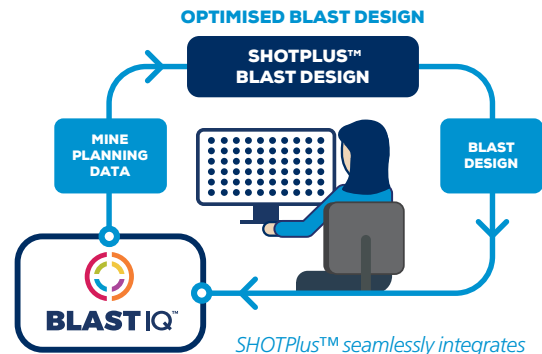 OPTIMISED BLAST DESIGN
SHOTPLUS™
BLAST DESIGN
MINE
PLANNING
DATA
BLAST
DESIGN
BLAST IQ™
SHOTPlus™ seamlessly integrates